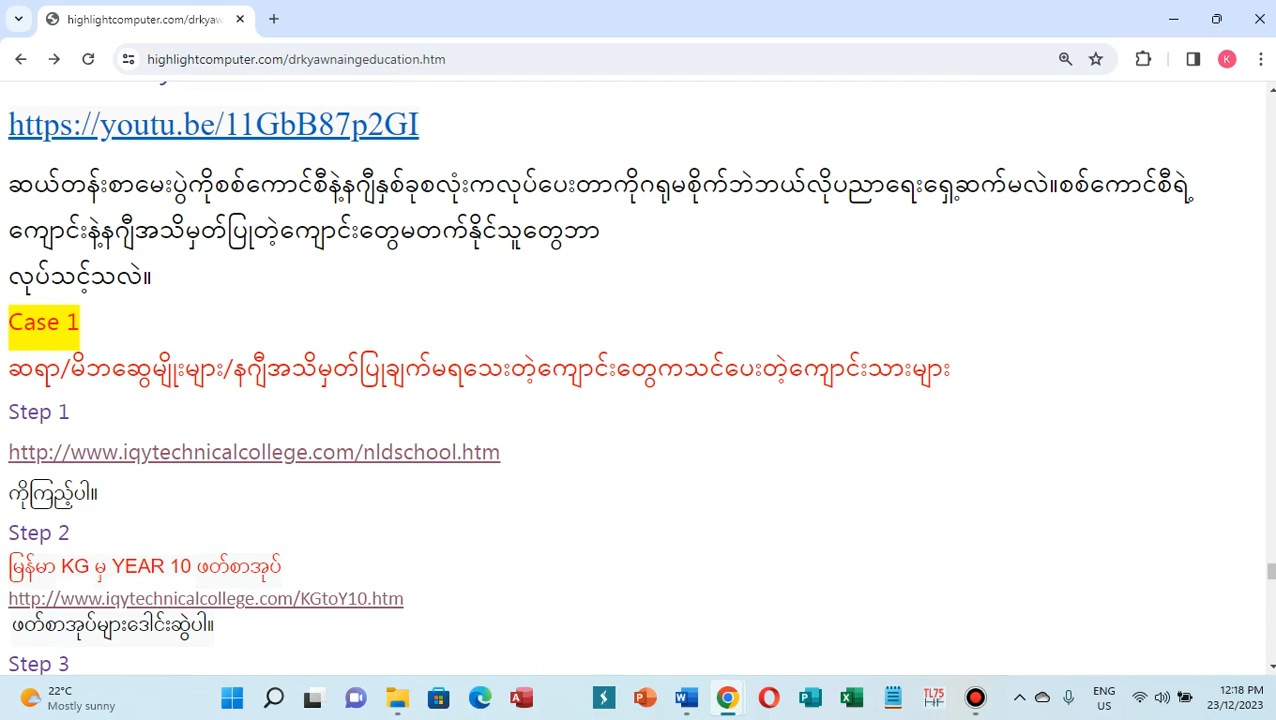 highlightcomputer.com/drkyaw
highlightcomputer.com/drkyawnaingeducation.htm
K
https://youtu.be/11GbB87p2GI
ဆယ်တန်းစာမေးပွဲကိုစစ်ကောင်စီနဲ့နဂျီနှစ်ခုစလုံးကလုပ်ပေးတာကိုဂရုမစိုက်ဘဲဘယ်လိုပညာရေးရှေ့ဆက်မလဲ။စစ်ကောင်စီရဲ့
ကျောင်းနဲ့နဂျီအသိမှတ်ပြုတဲ့ကျောင်းတွေမတက်နိုင်သူတွေဘာ
လုပ်သင့်သလဲ။
Case 1
ဆရာ/မိဘဆွေမျိုးများ/နဂျီအသိမှတ်ပြုချက်မရသေးတဲ့ကျောင်းတွေကသင်ပေးတဲ့ကျောင်းသားများ
Step 1
http://www.iqytechnicalcollege.com/nldschool.htm
ကိုကြည့်ပါ။
Step 2
မြန်မာ KG မှ YEAR 10 ဖတ်စာအုပ်
http://www.iqytechnicalcollege.com/KGtoY10.htm
ဖတ်စာအုပ်များဒေါင်းဆွဲပါ။
Step 3
22°C
Mostly sunny
ENG
US
12:18 PM
23/12/2023